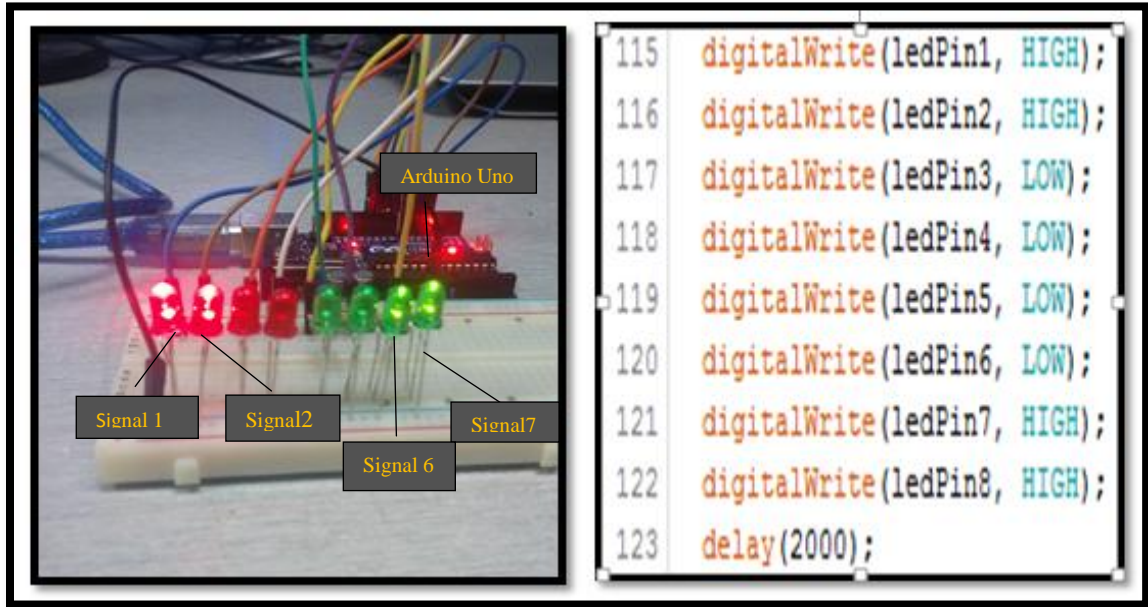 Arduino Uno
Signal 1
Signal2
Signal7
Signal 6
115 digitalWrite(ledPin1, HIGH);
116 digitalWrite(ledPin2, HIGH);
117 digitalWrite(ledPin3, LOW);
118 digitalWrite(ledPin4, LOW);
119 digitalWrite(ledPin5, LOW);
120 digitalWrite(ledPin6, LOW);
121 digitalWrite(ledPin7, HIGH);
122 digitalWrite(ledPin8, HIGH);
123 delay(2000);